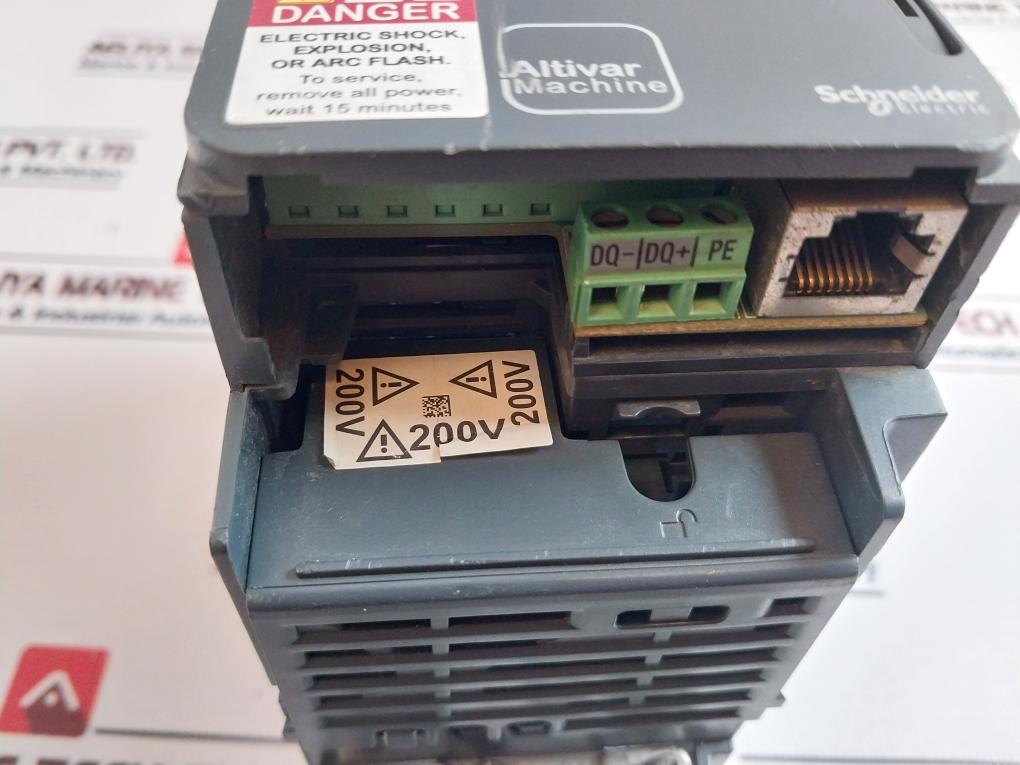 DANGER
ELECTRIC SHOCK,
EXPLOSION,
OR ARC FLASH.
To service,
remove all power,
wait 15 minutes
Altivar
Machine
Schneider
Electric
DQ- DQ+ PE
200V
200V
200V
PVT. LTD.
MARINE